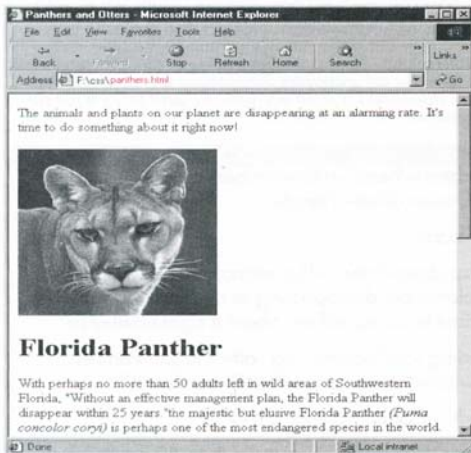 Panthers and Otters - Microsoft Internet Explorer
File Edit View Favorites Tools Help
Back Forward Stop Refresh Home Search » Links »
Address F:\css\panthers.html Go
The animals and plants on our planet are disappearing at an alarming rate. It's
time to do something about it right now!
Florida Panther
With perhaps no more than 50 adults left in wild areas of Southwestern
Florida, "Without an effective management plan, the Florida Panther will
disappear within 25 years "the majestic but elusive Florida Panther (Puma
concolor coryi) is perhaps one of the most endangered species in the world.
Done Local intranet